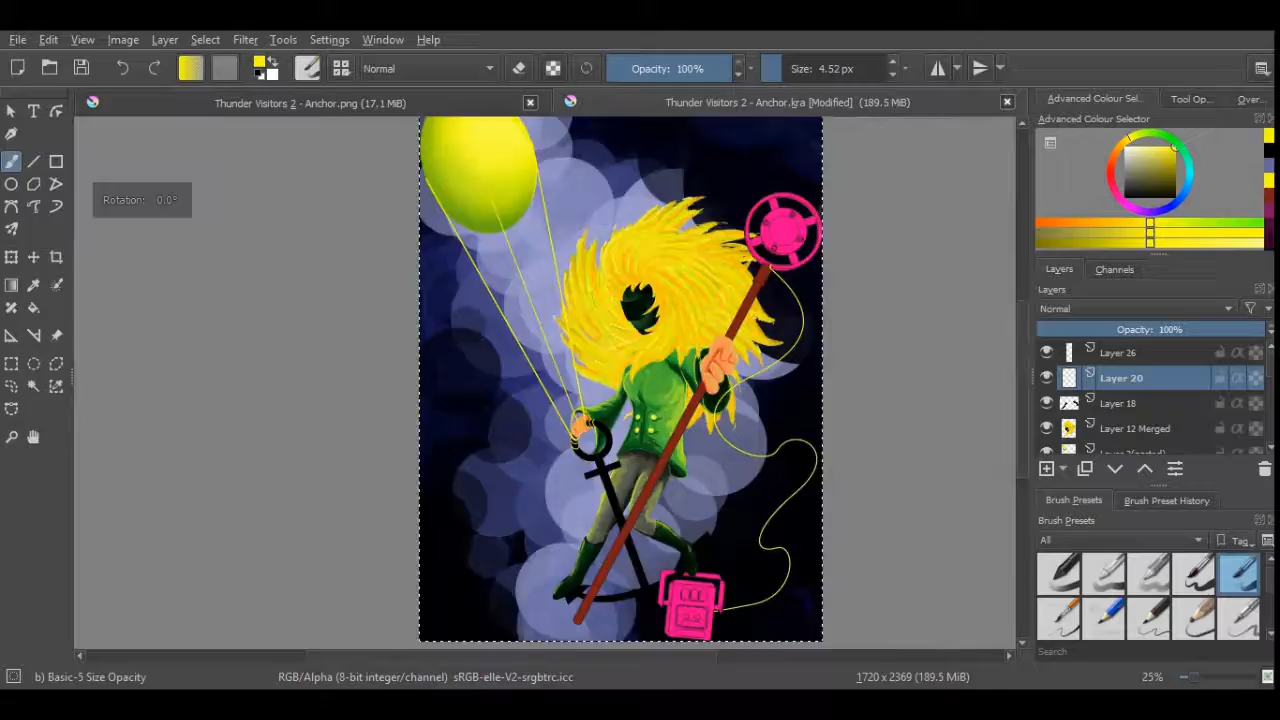 File Edit View Image Layer Select Filter Tools Settings Window Help
Normal Opacity: 100% Size: 4.52 px
Thunder Visitors 2 - Anchor.png (17,1 MiB) Thunder Visitors 2 - Anchor.kra [Modified] (189.5 MiB)
Advanced Colour Sel... Tool Op... Over...
Advanced Colour Selector
Rotation: 0.0°
Layers Channels
Layers
Normal
Opacity: 100%
Layer 26
Layer 20
Layer 18
Layer 12 Merged
Brush Presets Brush Preset History
Brush Presets
All Tag
Search
b) Basic-5 Size Opacity RGB/Alpha (8-bit integer/channel) sRGB-elle-V2-srgbtrc.icc 1720 x 2369 (189.5 MiB) 25%